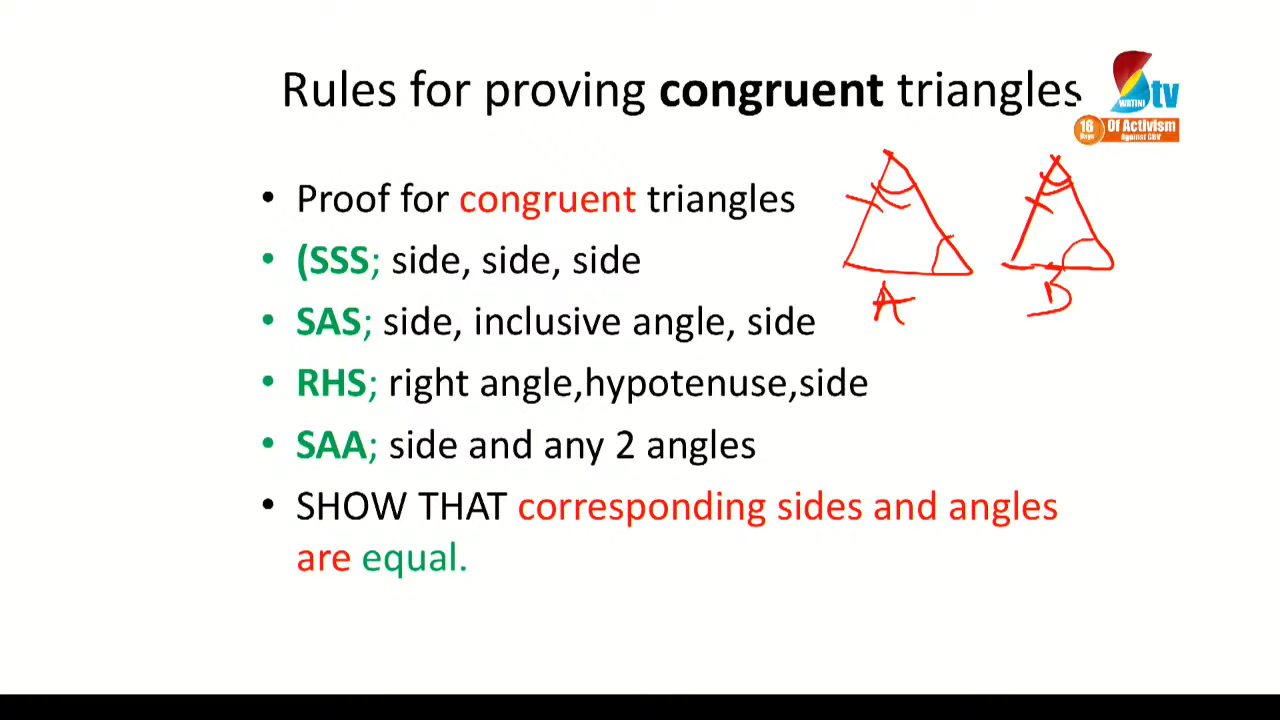 Rules for proving congruent triangles
WATINI tv
16 Days Of Activism Against GBV
• Proof for congruent triangles
• (SSS; side, side, side
• SAS; side, inclusive angle, side
• RHS; right angle,hypotenuse,side
• SAA; side and any 2 angles
• SHOW THAT corresponding sides and angles
are equal.
A
B